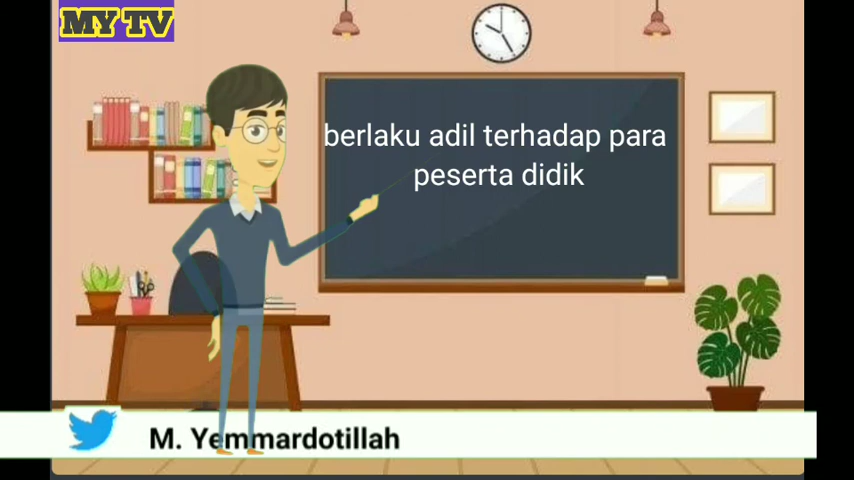 MY TV
berlaku adil terhadap para
peserta didik
M. Yemmardotillah